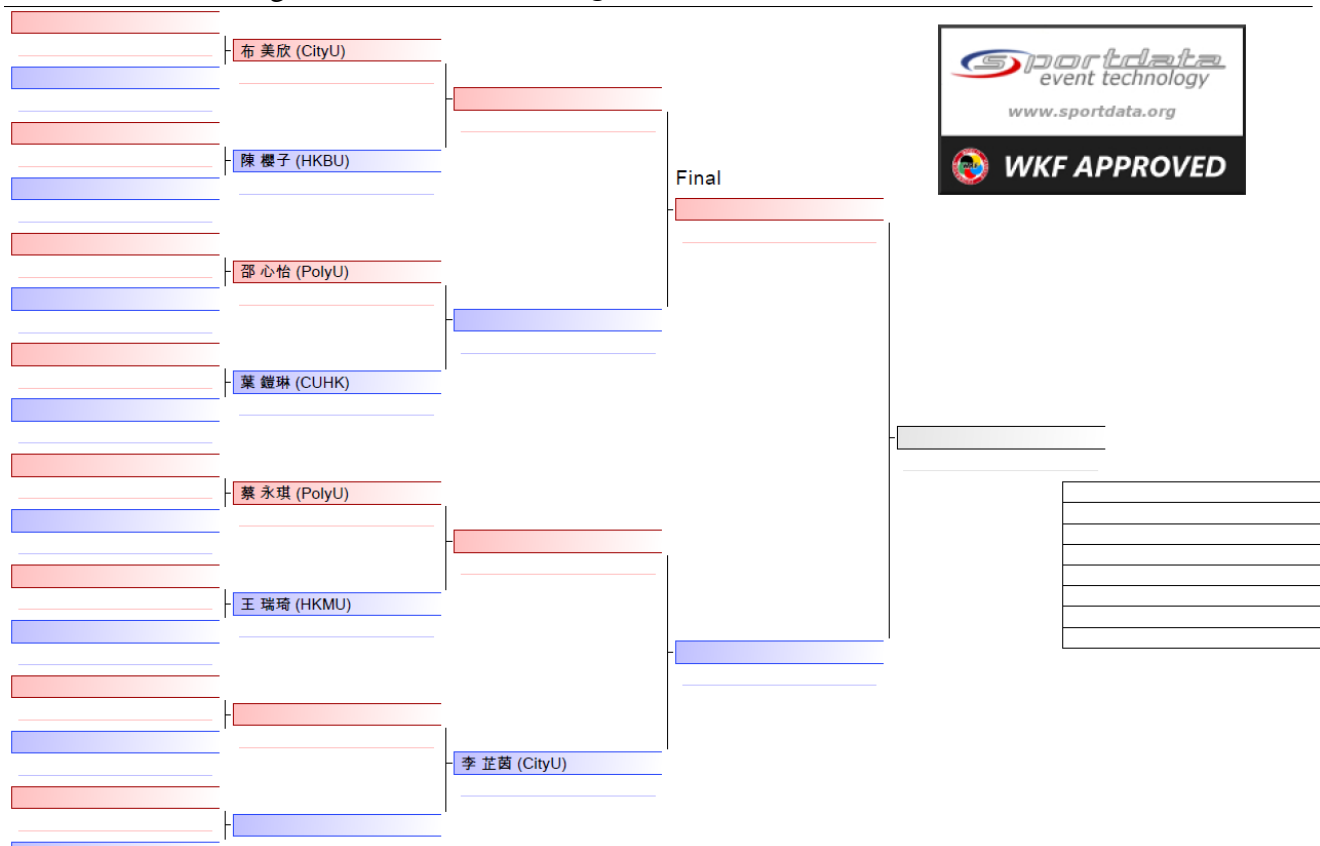 布 美欣 (CityU)
陳 櫻子 (HKBU)
邵 心怡 (PolyU)
葉 鎧琳 (CUHK)
蔡 永琪 (PolyU)
王 瑞琦 (HKMU)
李 芷茵 (CityU)
Final
sportdata
event technology
www.sportdata.org
WKF APPROVED